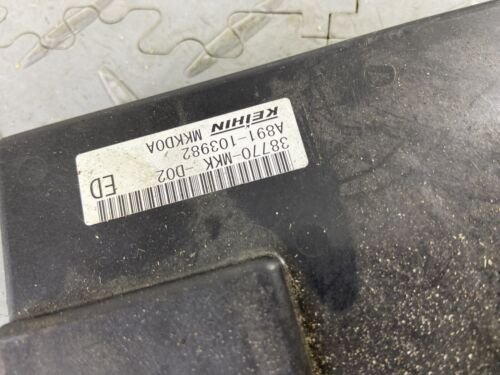 KEIHIN MKKD0A
A891-103982
38770-MKK -D02
ED